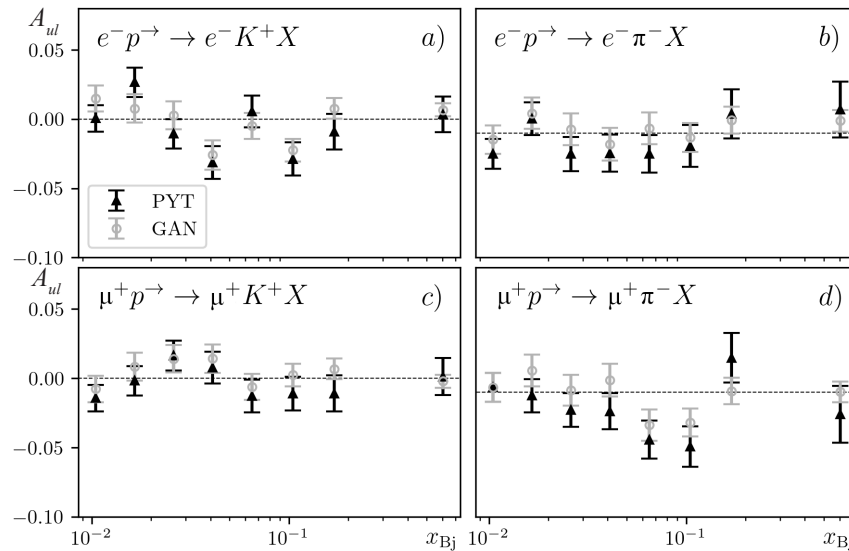 A_ul
e⁻p→ → e⁻K⁺X a)
e⁻p→ → e⁻π⁻X b)
0.05
0.00
−0.05
−0.10
PYT
GAN
A_ul
μ⁺p→ → μ⁺K⁺X c)
μ⁺p→ → μ⁺π⁻X d)
0.05
0.00
−0.05
−0.10
10⁻² 10⁻¹ x_Bj
10⁻² 10⁻¹ x_B